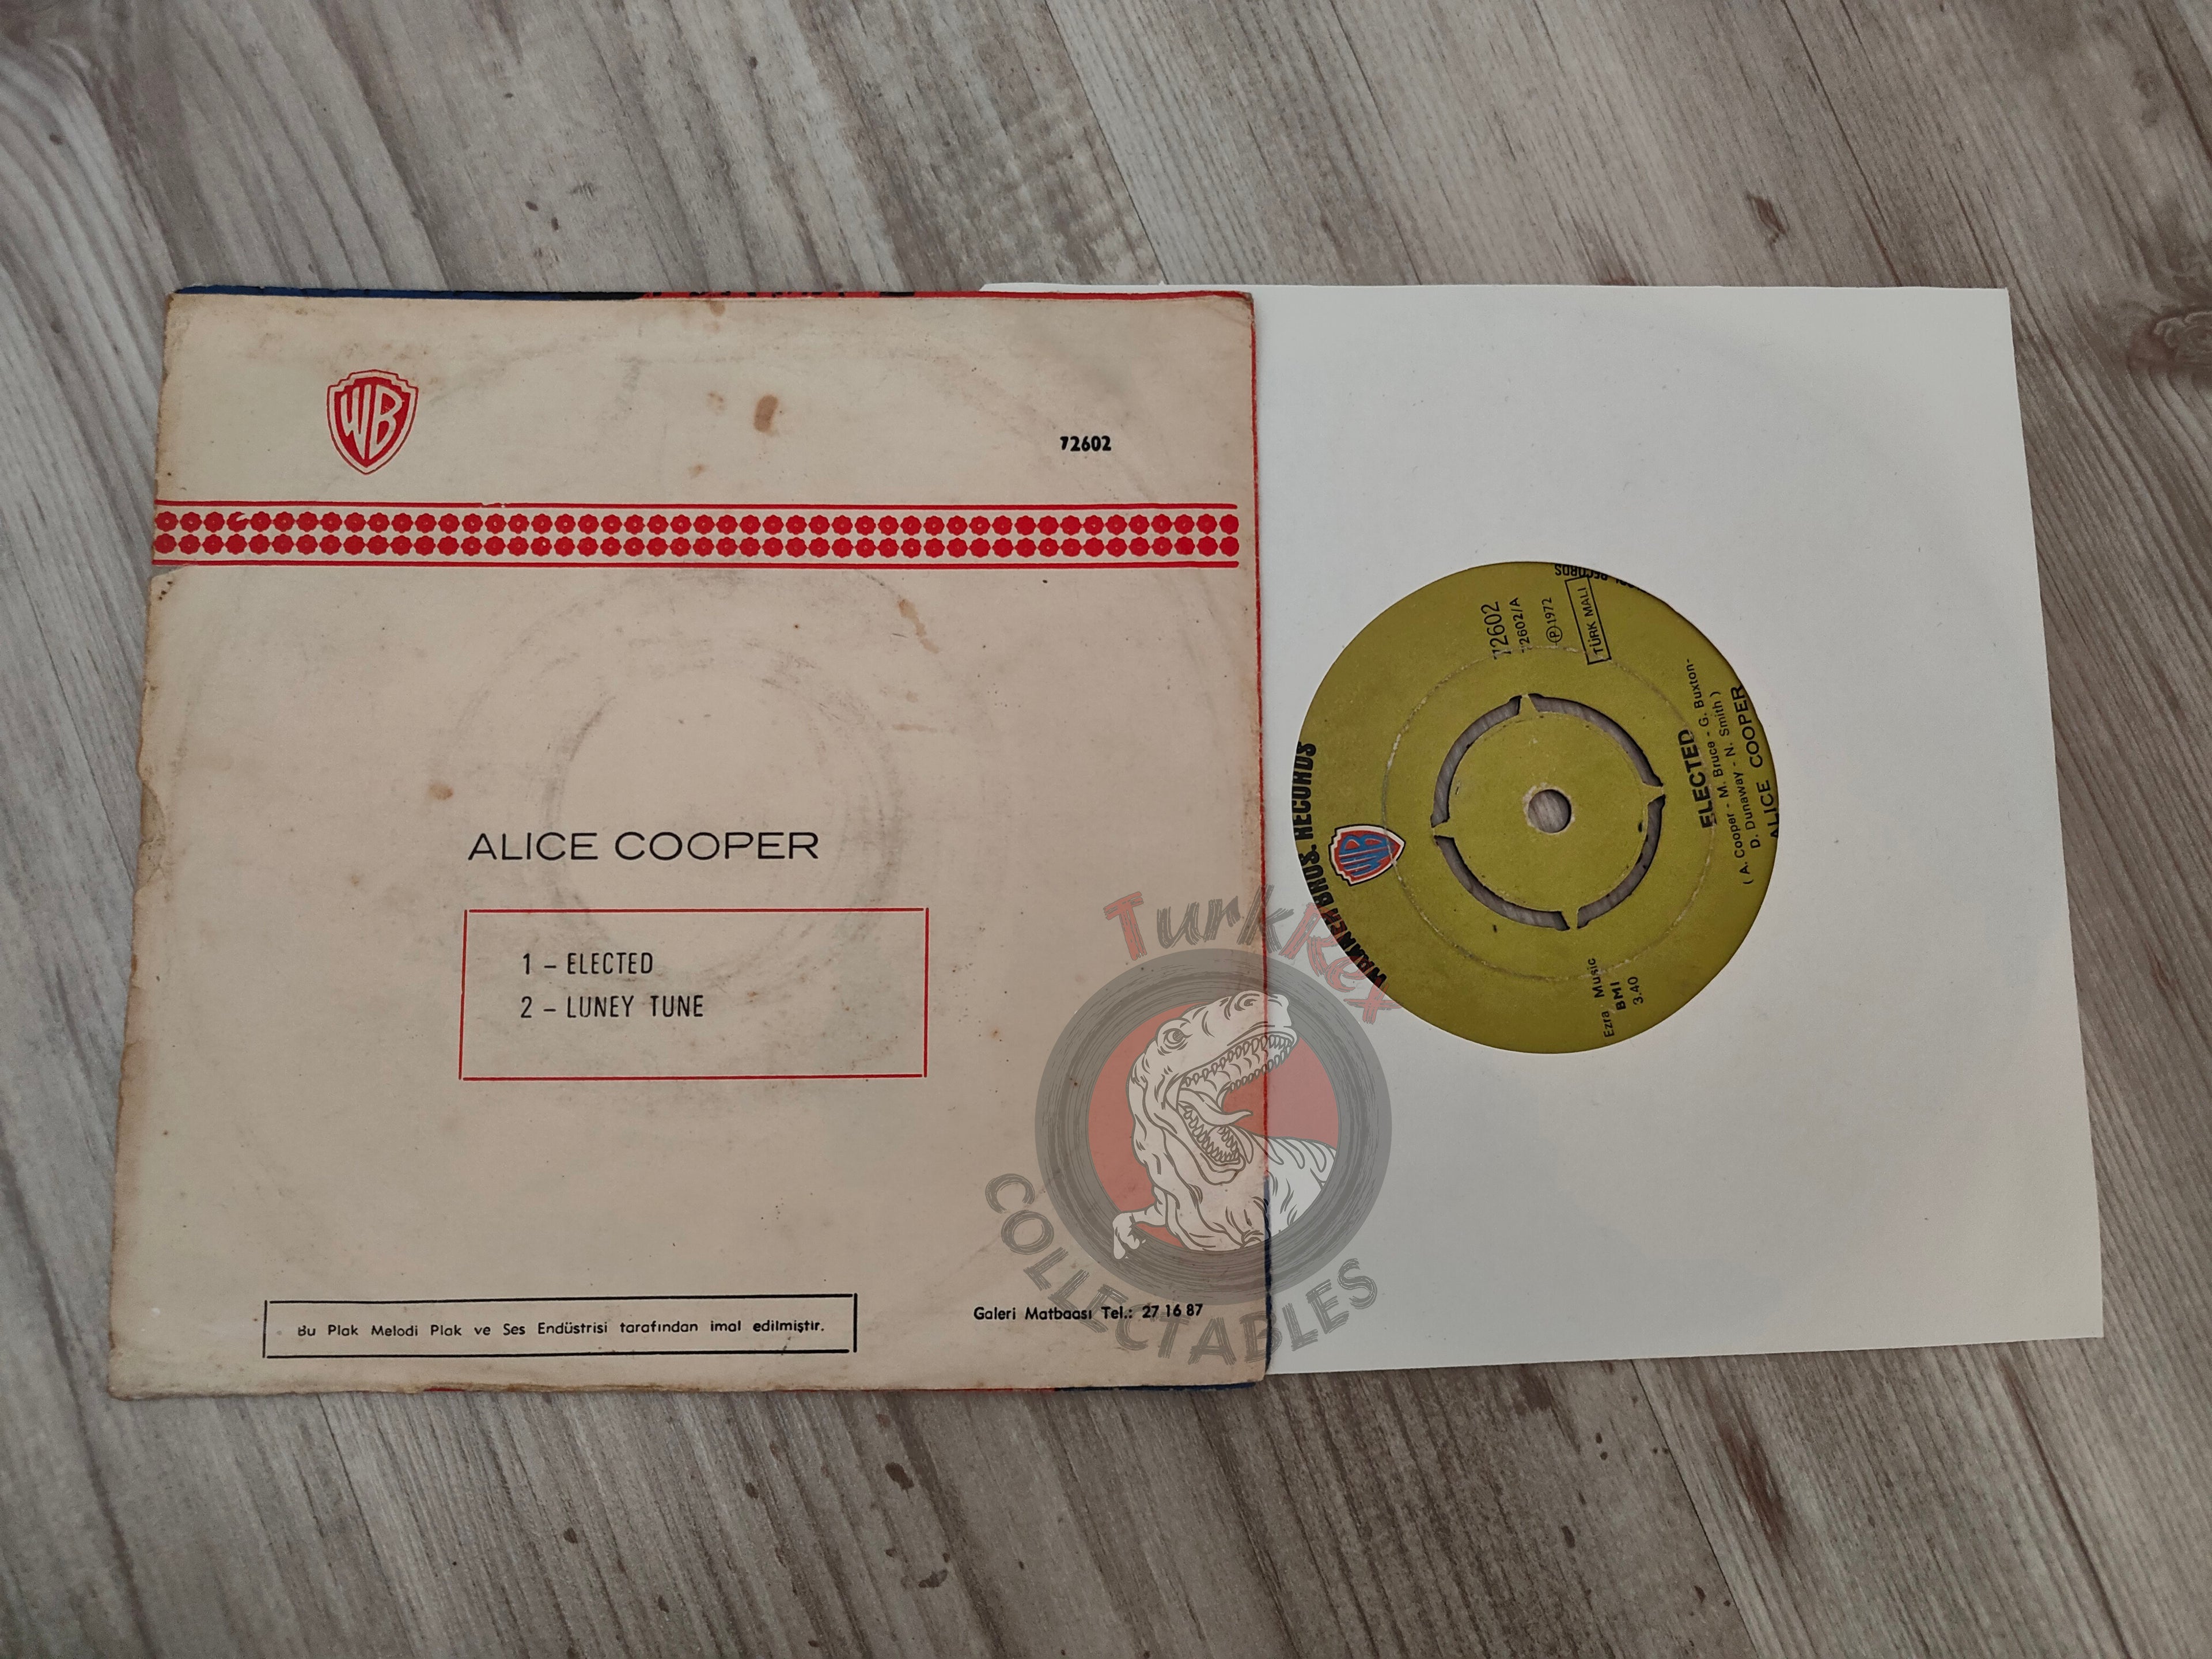 WB
72602
ALICE COOPER
1 – ELECTED
2 – LUNEY TUNE
Bu Plak Melodi Plak ve Ses Endüstrisi tarafından imal edilmiştir.
Galeri Matbaası Tel.: 27 16 87
WARNER BROS. RECORDS
WB
RECORDS
72602
72602/A
Ⓟ 1972
TÜRK MALI
Ezra Music
BMI
3.40
ELECTED
( A. Cooper - M. Bruce - G. Buxton-
D. Dunaway - N. Smith )
ALICE COOPER
TurkRex
COLLECTABLES